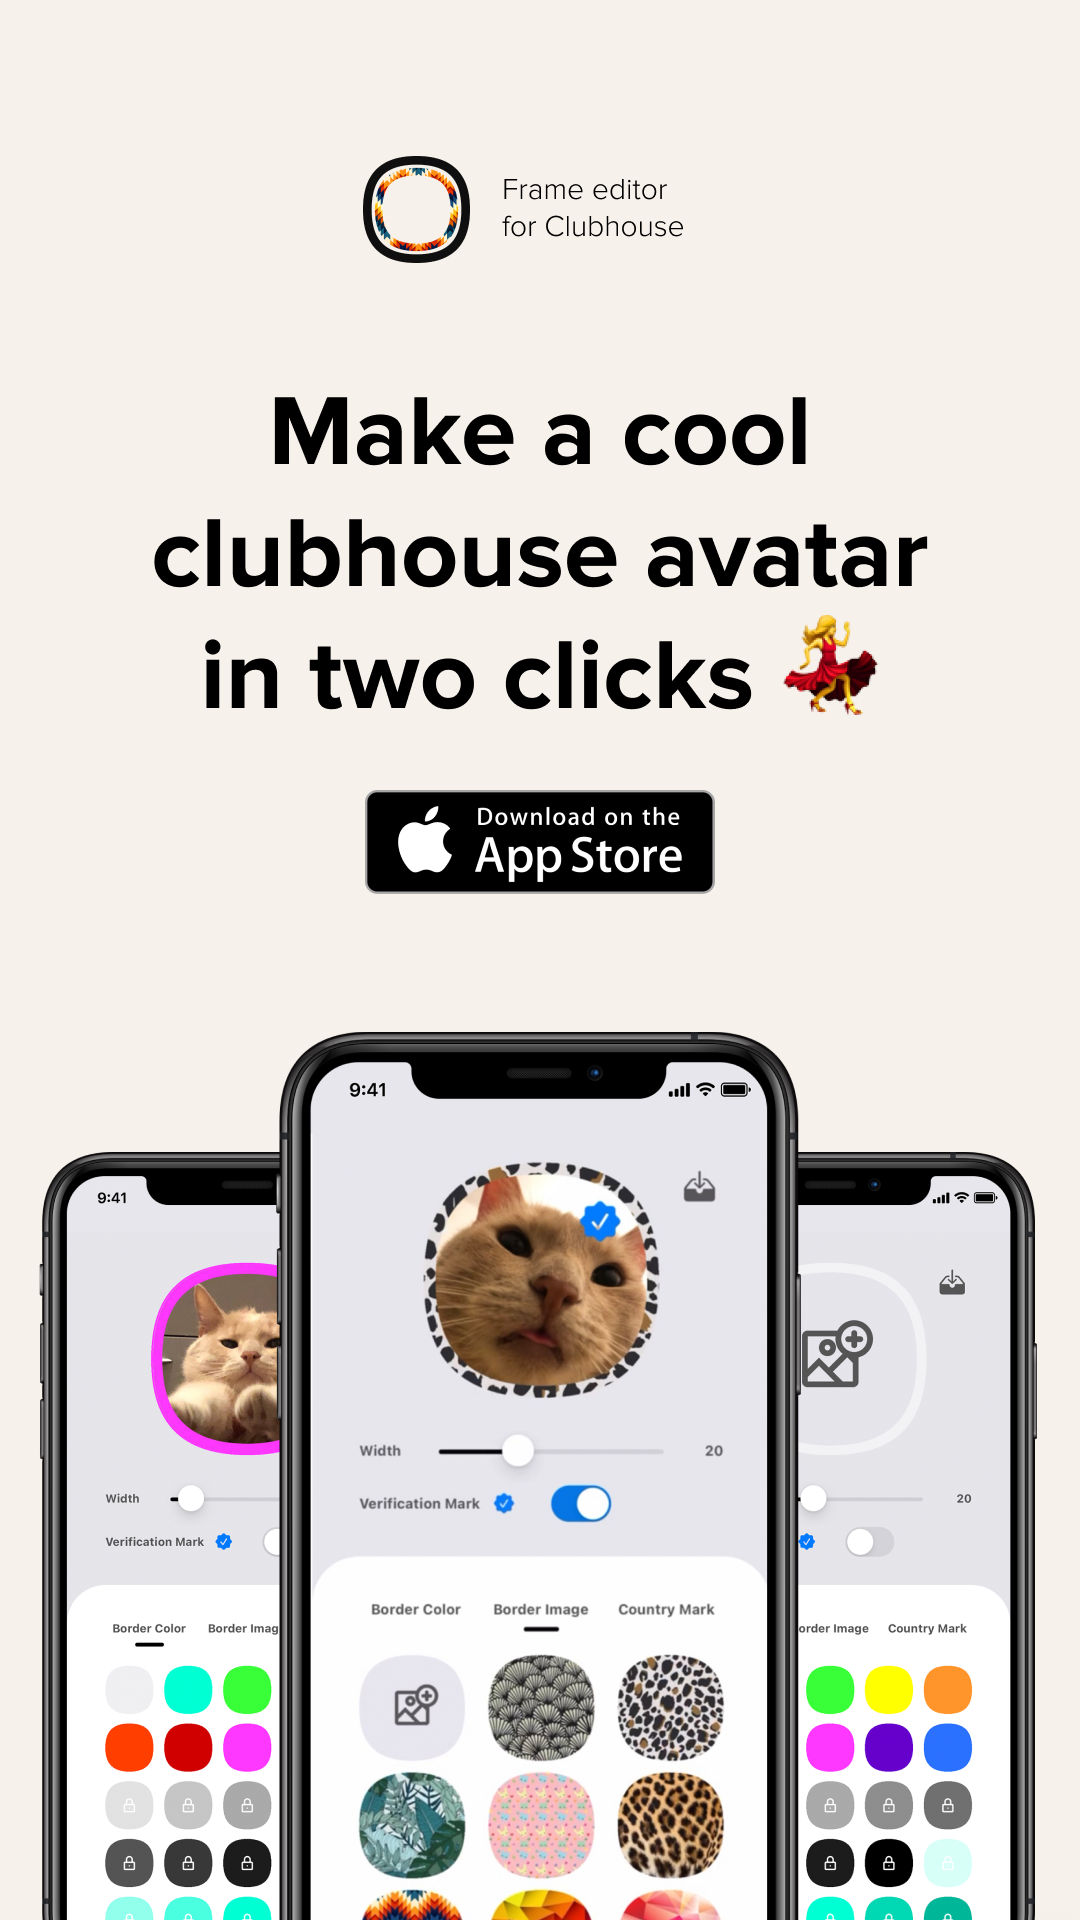 Frame editor
for Clubhouse
Make a cool
clubhouse avatar
in two clicks
Download on the
App Store
9:41
Width 20
Verification Mark
Border Color Border Image Country Mark
9:41
Width
Verification Mark
Border Color Border Imag
20
order Image Country Mark